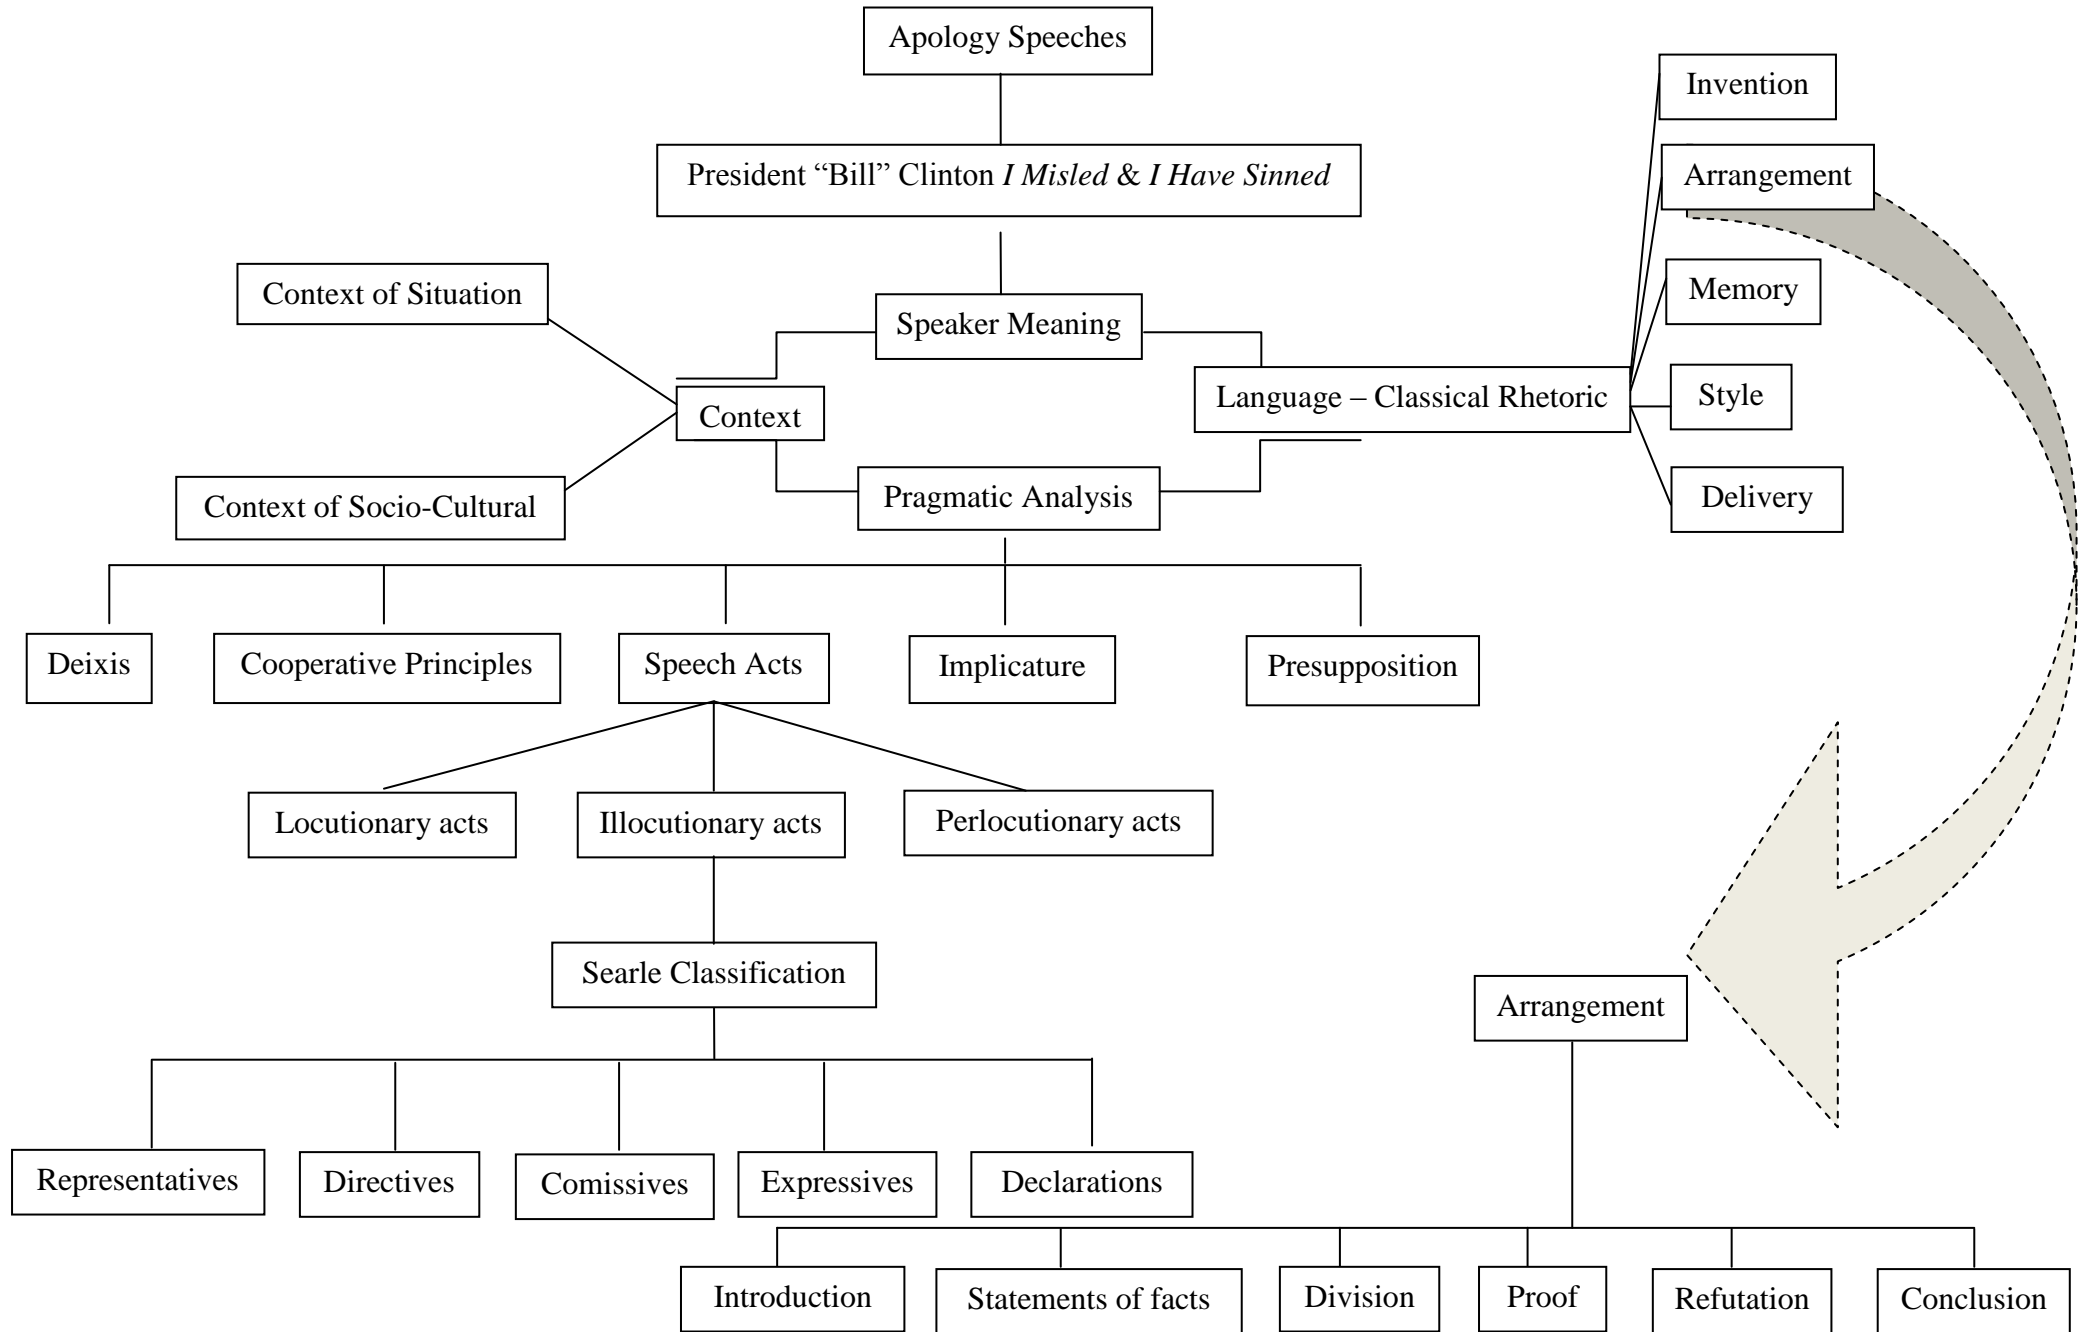 Apology Speeches
Invention
President “Bill” Clinton I Misled & I Have Sinned
Arrangement
Context of Situation
Memory
Speaker Meaning
Language – Classical Rhetoric
Style
Context
Context of Socio-Cultural
Pragmatic Analysis
Delivery
Deixis
Cooperative Principles
Speech Acts
Implicature
Presupposition
Locutionary acts
Illocutionary acts
Perlocutionary acts
Searle Classification
Arrangement
Representatives
Directives
Comissives
Expressives
Declarations
Introduction
Statements of facts
Division
Proof
Refutation
Conclusion